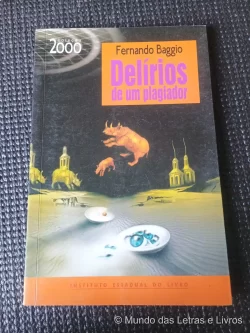 2000
Fernando Baggio
Delírios
de um plagiador
INSTITUTO ESTADUAL DO LIVRO
© Mundo das Letras e Livros